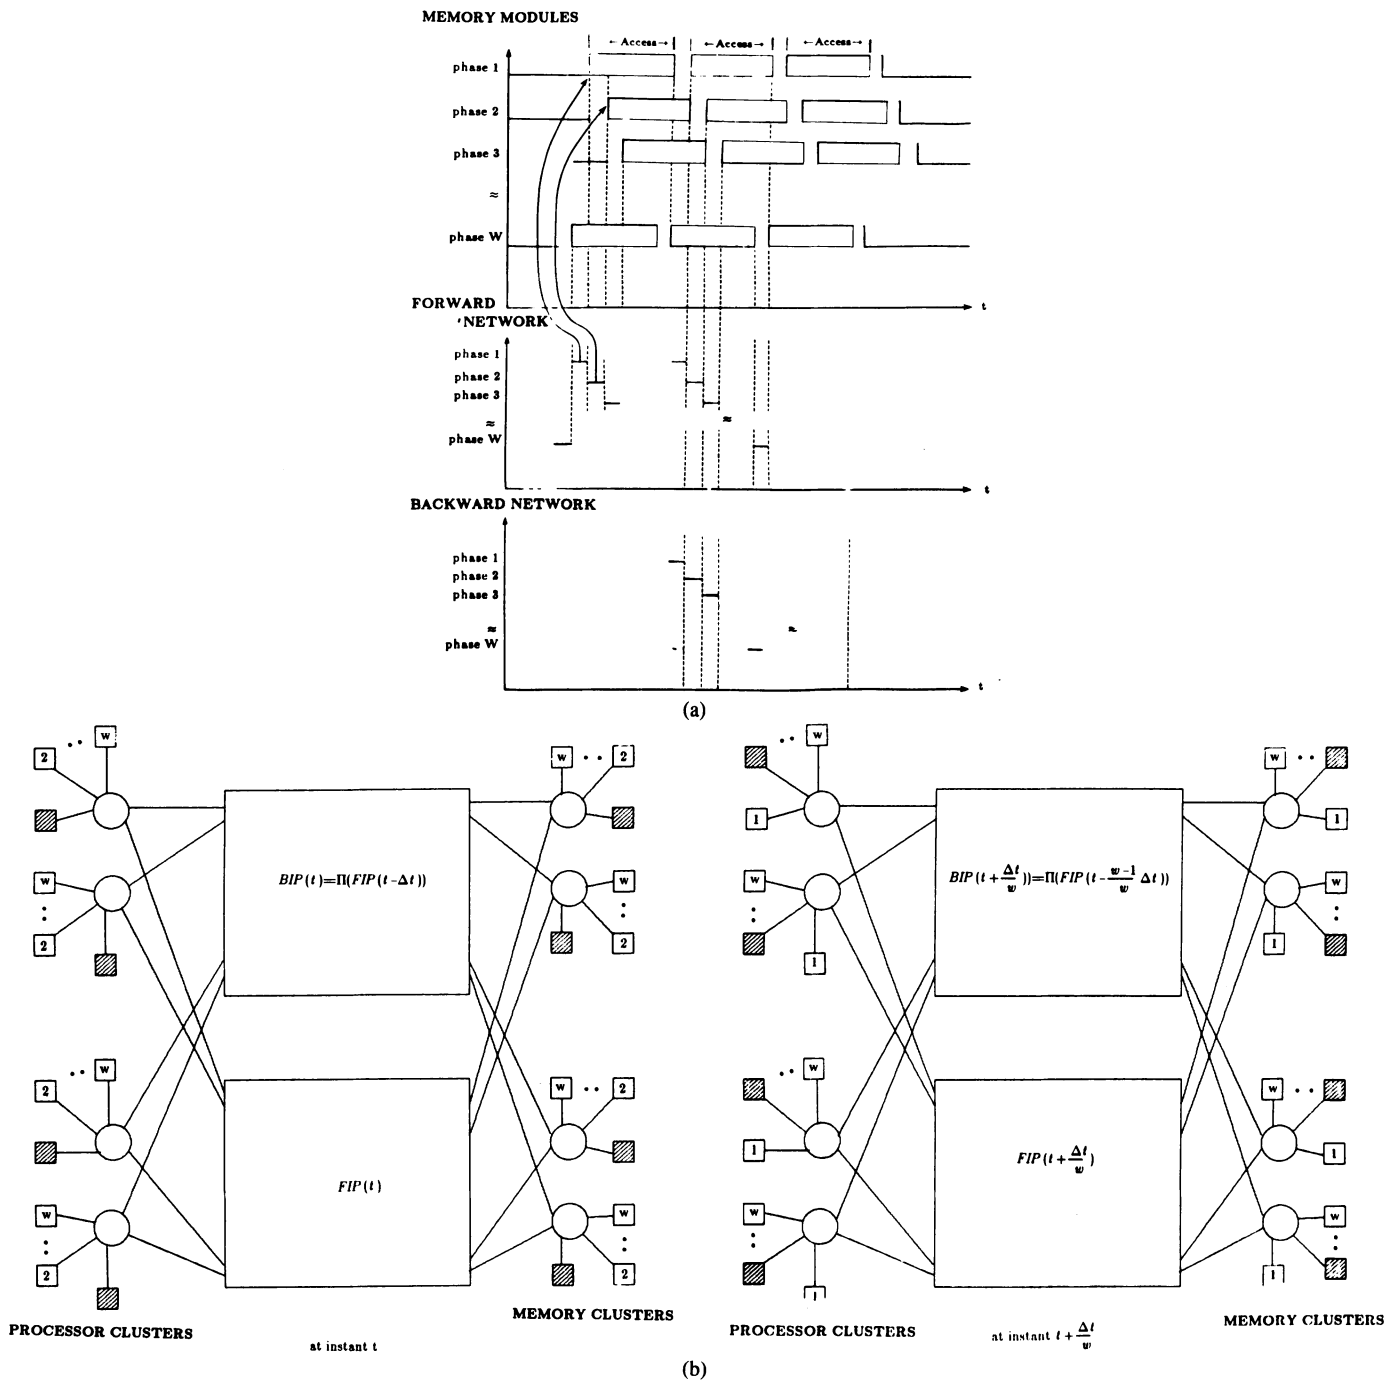 MEMORY MODULES
←Access→ ←Access→ ←Access→
phase 1
phase 2
phase 3
≈
phase W
t
FORWARD
NETWORK
phase 1
phase 2
phase 3
≈ ≈
phase W
t
BACKWARD NETWORK
phase 1
phase 2
phase 3
≈ ≈
phase W
t
(a)
2 ·· w
w ·· 2
w
:
2
w
:
2
BIP(t)=Π(FIP(t-Δt))
2 ·· w
w ·· 2
w
:
2
w
:
2
FIP(t)
PROCESSOR CLUSTERS
MEMORY CLUSTERS
at instant t
·· w
1
w ··
1
w
:
1
w
:
1
BIP(t+Δt/w))=Π(FIP(t-w-1/w Δt))
·· w
1
w ··
1
w
:
1
w
:
1
FIP(t+Δt/w)
PROCESSOR CLUSTERS
MEMORY CLUSTERS
at instant t+Δt/w
(b)